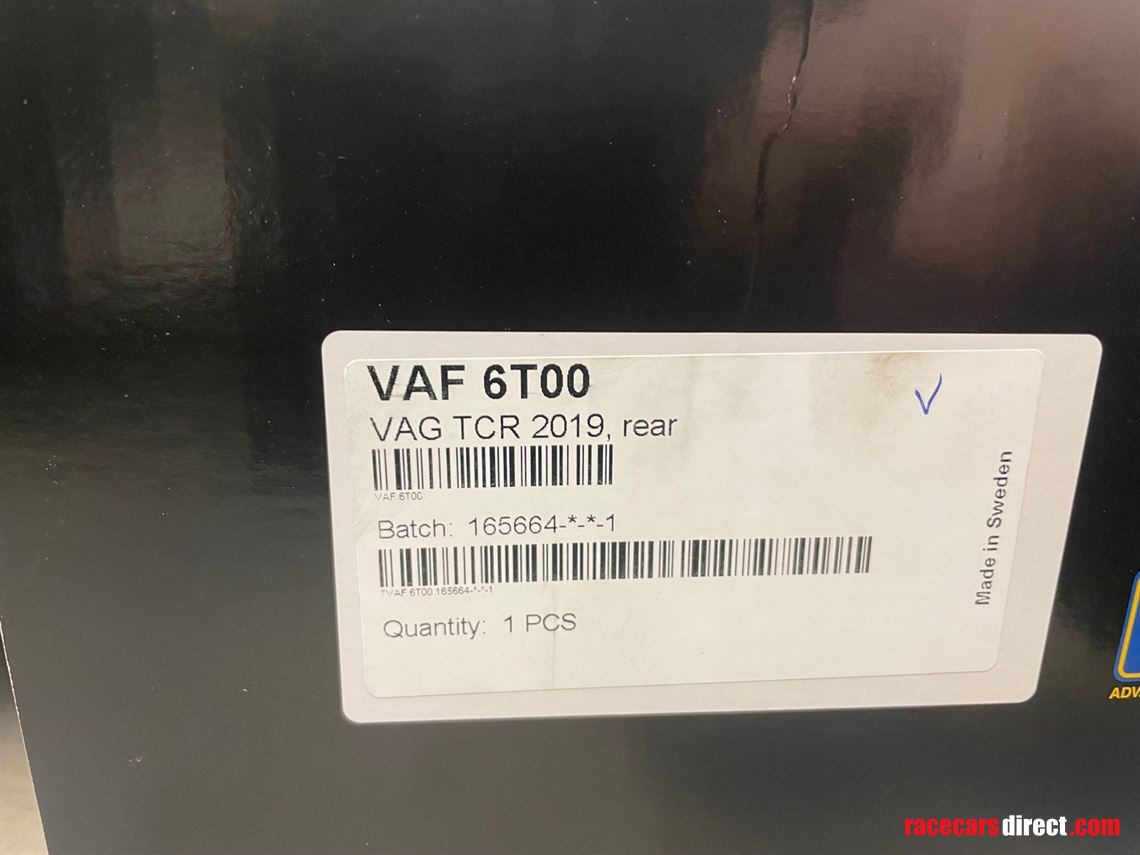 VAF 6T00
VAG TCR 2019, rear
VAF 6T00
Batch: 165664-*-*-1
TVAF 6T00.165664-*-*-1
Quantity: 1 PCS
Made in Sweden
racecarsdirect.com